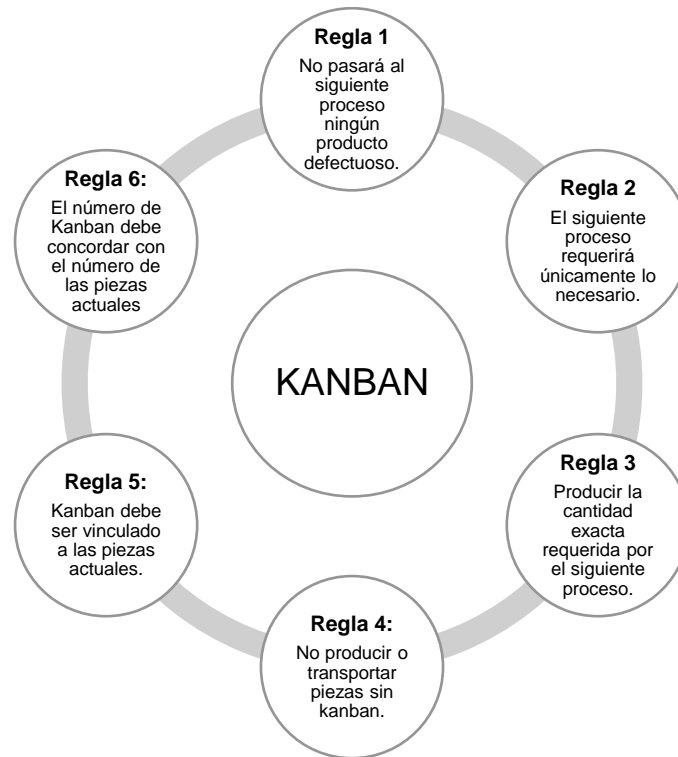 Regla 1
No pasará al
siguiente
proceso
ningún
producto
defectuoso.
Regla 2
El siguiente
proceso
requerirá
únicamente lo
necesario.
Regla 3
Producir la
cantidad
exacta
requerida por
el siguiente
proceso.
Regla 4:
No producir o
transportar
piezas sin
kanban.
Regla 5:
Kanban debe
ser vinculado
a las piezas
actuales.
Regla 6:
El número de
Kanban debe
concordar con
el número de
las piezas
actuales
KANBAN